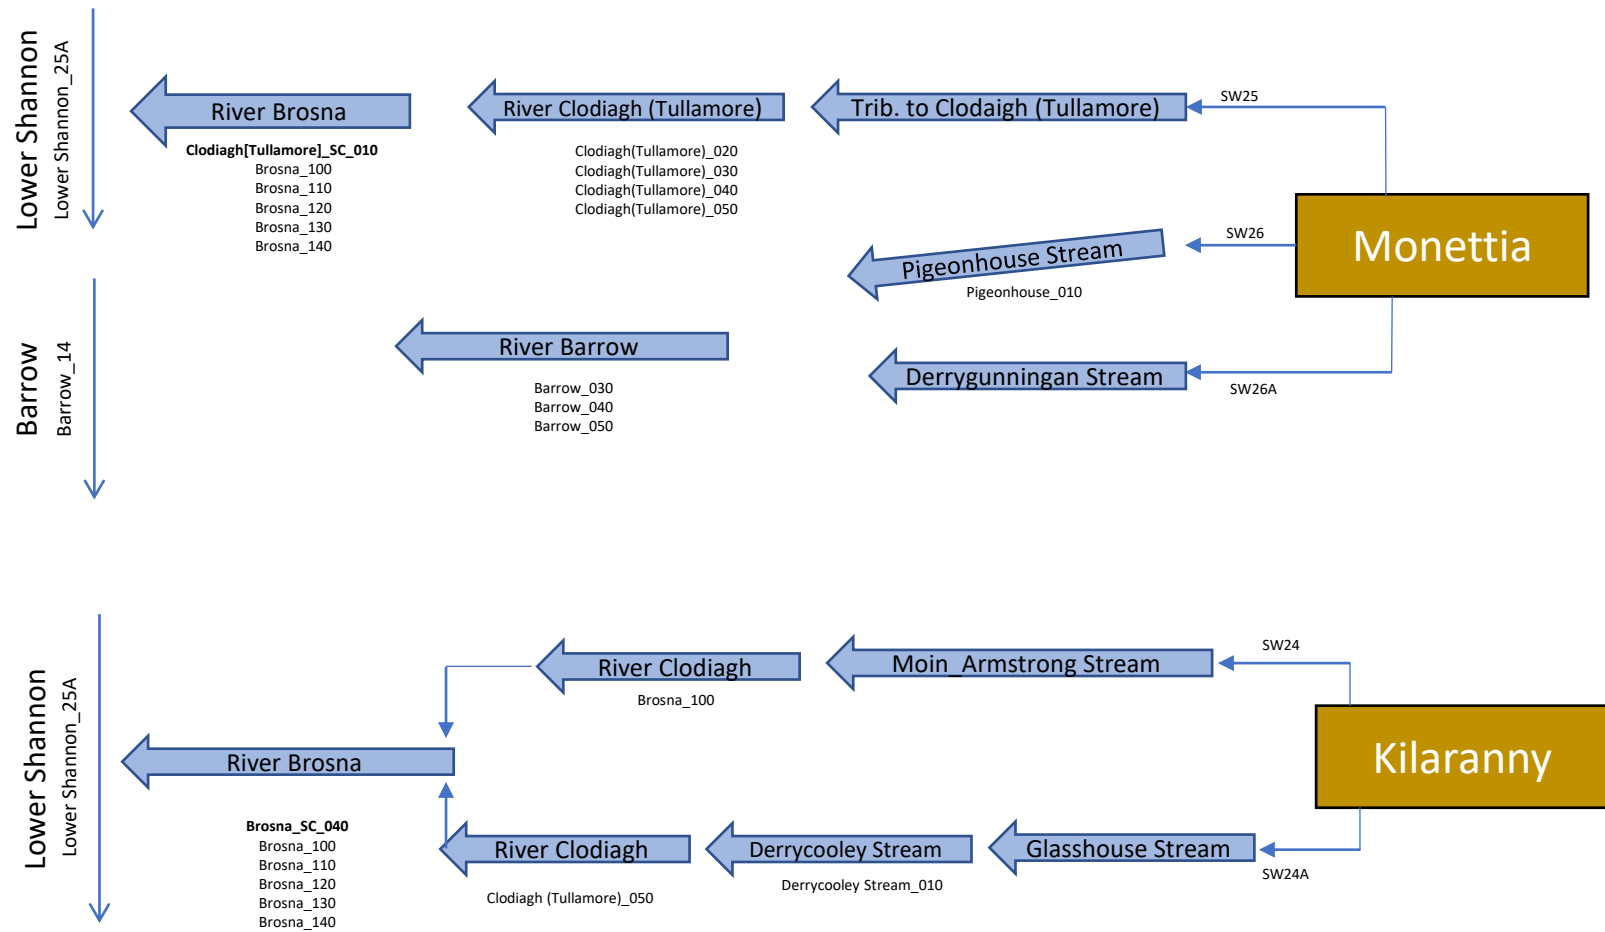 Lower Shannon
Lower Shannon_25A
River Brosna
Clodiagh[Tullamore]_SC_010
Brosna_100
Brosna_110
Brosna_120
Brosna_130
Brosna_140
River Clodiagh (Tullamore)
Clodiagh(Tullamore)_020
Clodiagh(Tullamore)_030
Clodiagh(Tullamore)_040
Clodiagh(Tullamore)_050
Trib. to Clodaigh (Tullamore)
SW25
Monettia
SW26
Pigeonhouse Stream
Pigeonhouse_010
Barrow
Barrow_14
River Barrow
Barrow_030
Barrow_040
Barrow_050
Derrygunningan Stream
SW26A
Lower Shannon
Lower Shannon_25A
River Clodiagh
Brosna_100
Moin_Armstrong Stream
SW24
Kilaranny
River Brosna
Brosna_SC_040
Brosna_100
Brosna_110
Brosna_120
Brosna_130
Brosna_140
River Clodiagh
Clodiagh (Tullamore)_050
Derrycooley Stream
Derrycooley Stream_010
Glasshouse Stream
SW24A